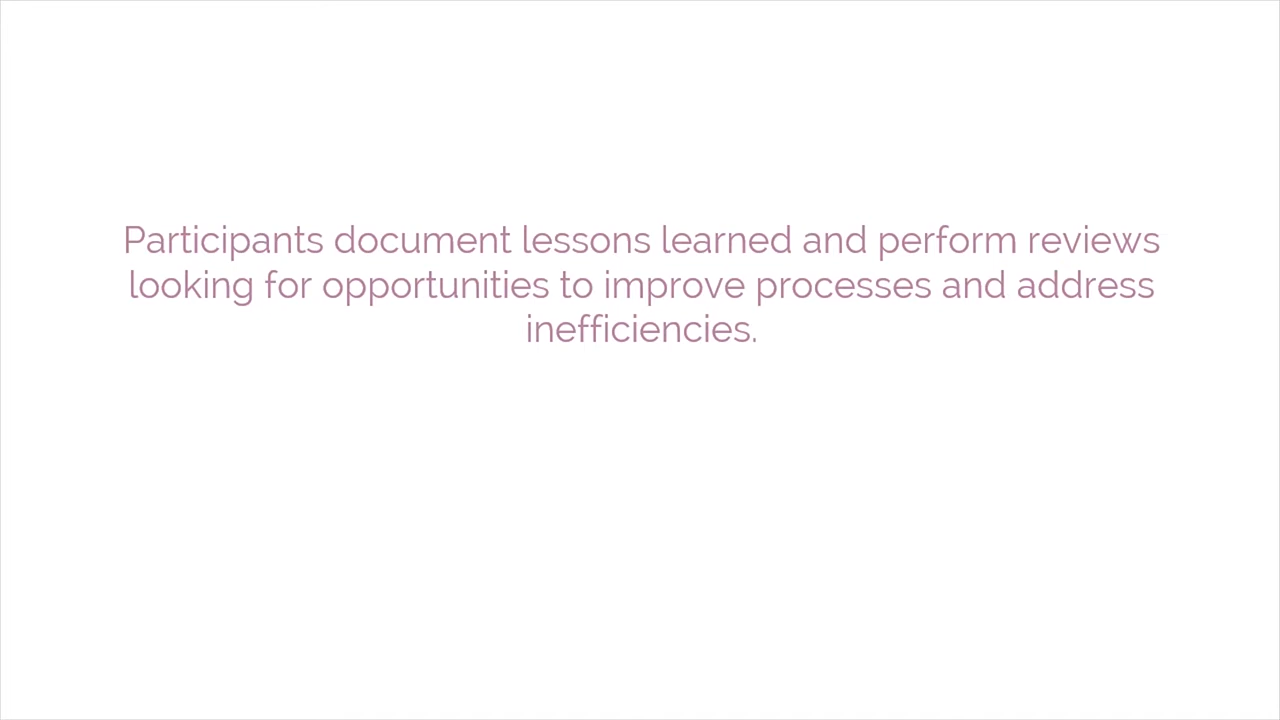 Participants document lessons learned and perform reviews
looking for opportunities to improve processes and address
inefficiencies.